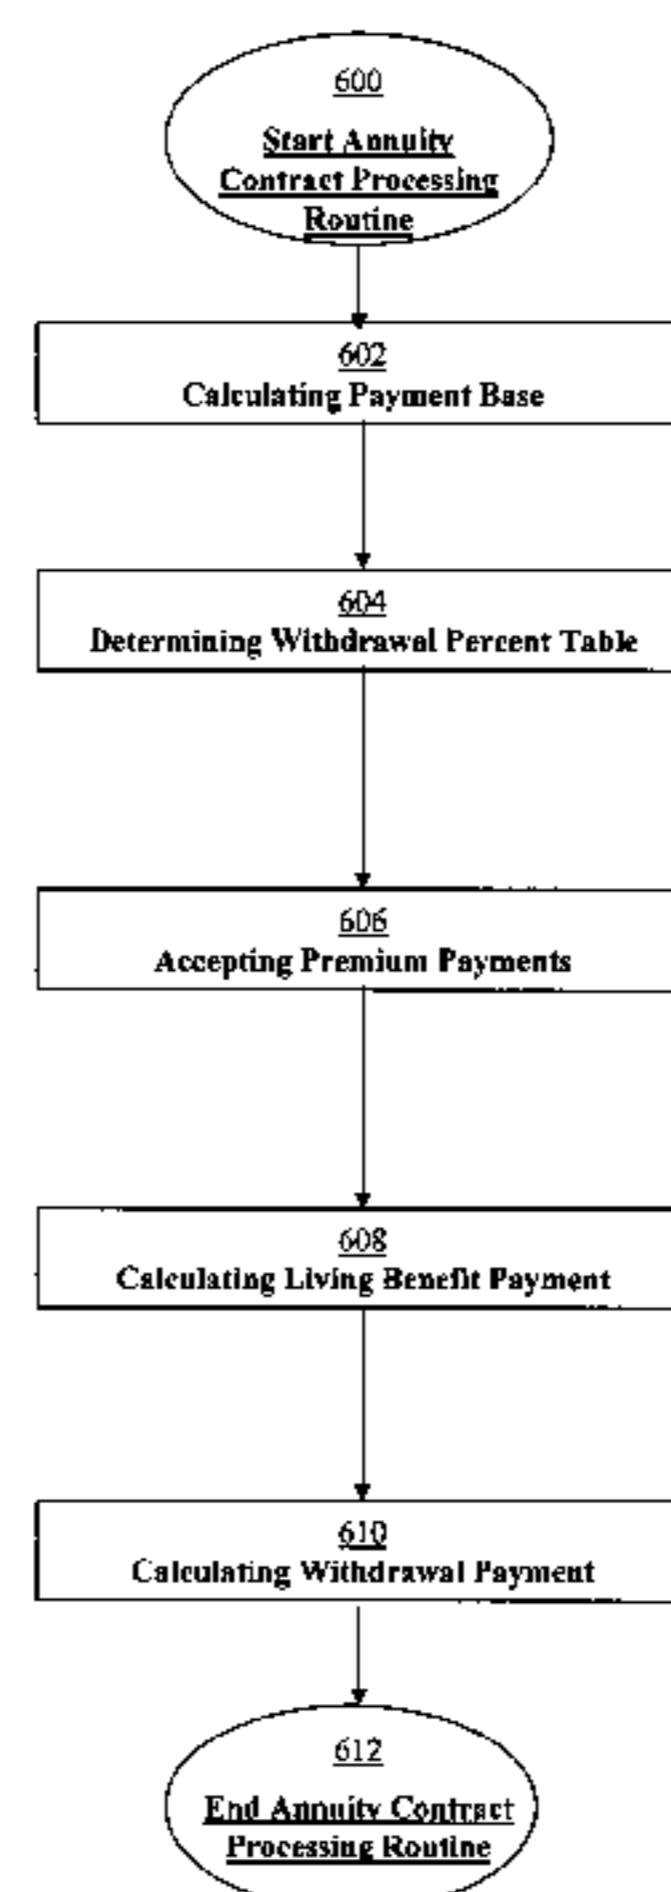 600
Start Annuity
Contract Processing
Routine
602
Calculating Payment Base
604
Determining Withdrawal Percent Table
606
Accepting Premium Payments
608
Calculating Living Benefit Payment
610
Calculating Withdrawal Payment
612
End Annuity Contract
Processing Routine